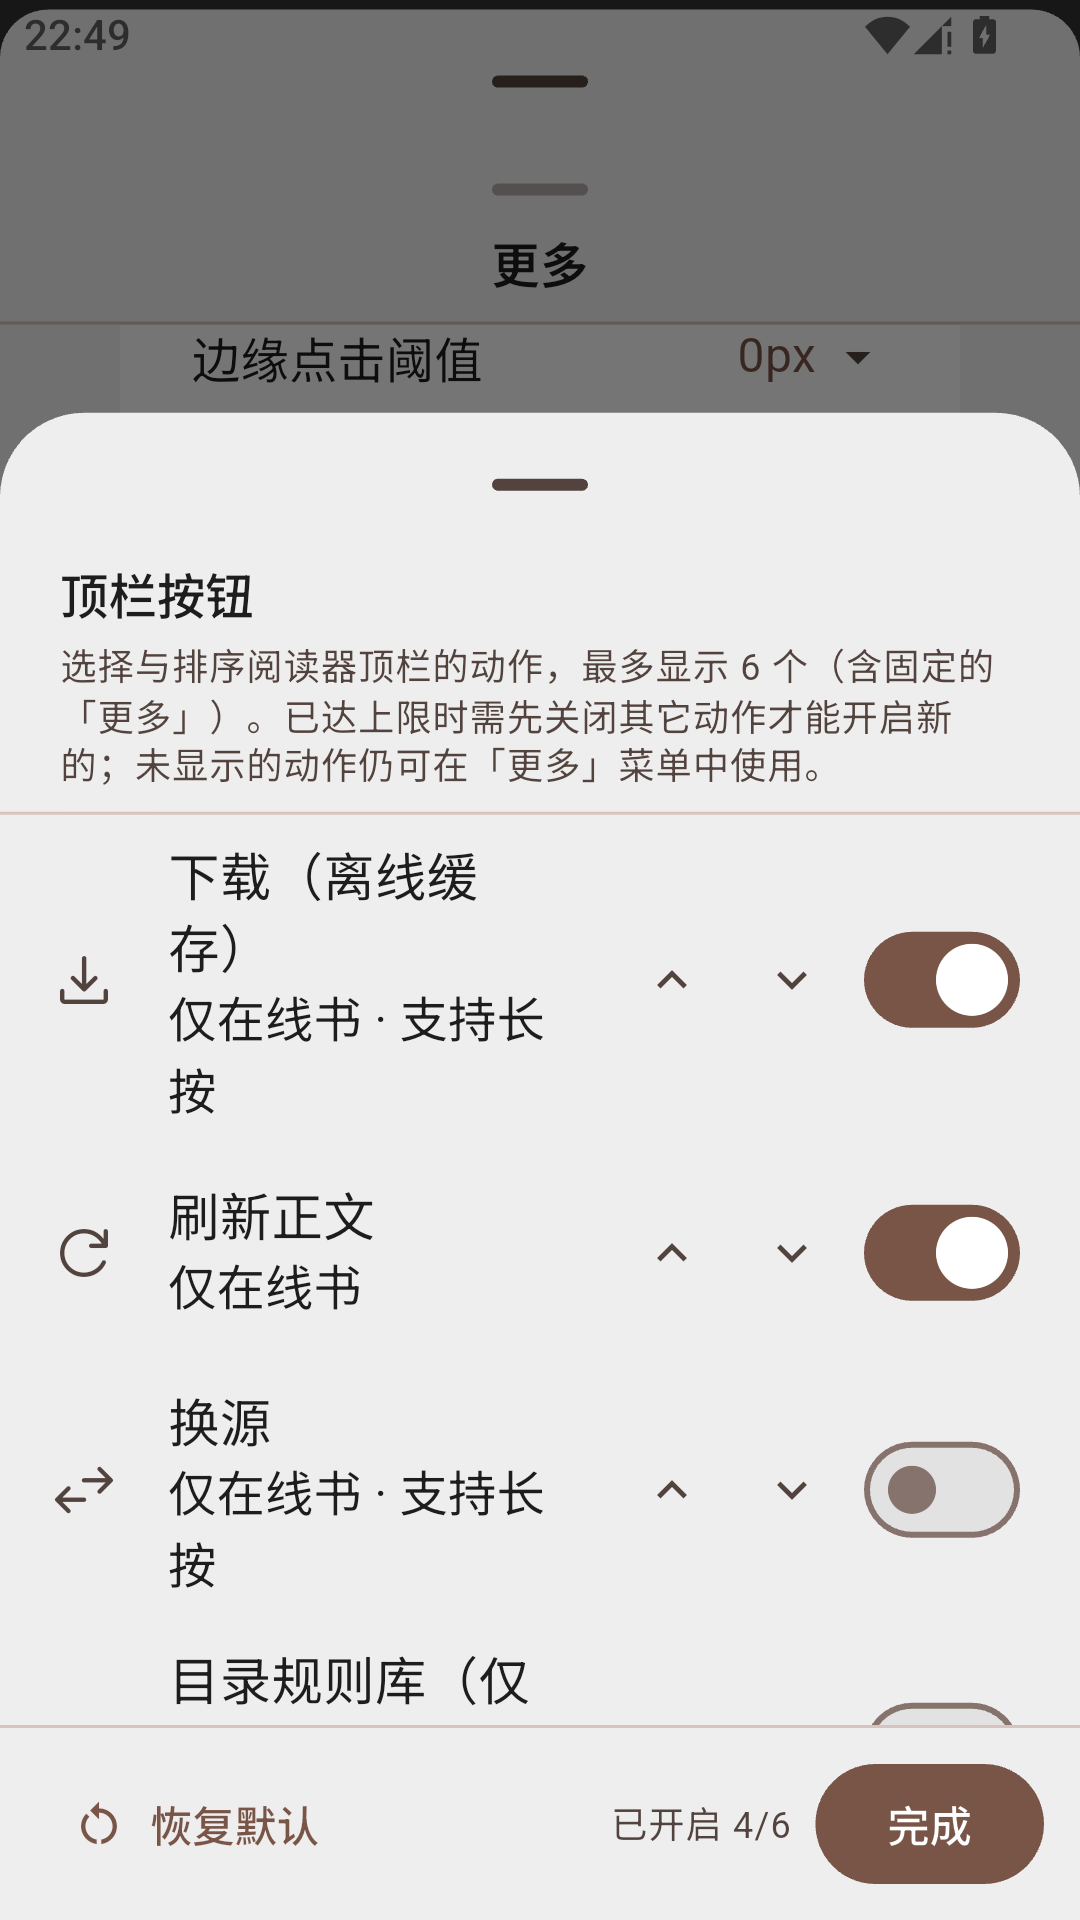 22:49
更多
边缘点击阈值 0px
顶栏按钮
选择与排序阅读器顶栏的动作，最多显示 6 个（含固定的
「更多」）。已达上限时需先关闭其它动作才能开启新
的；未显示的动作仍可在「更多」菜单中使用。
下载（离线缓
存）
仅在线书 · 支持长
按
刷新正文
仅在线书
换源
仅在线书 · 支持长
按
目录规则库（仅
恢复默认 已开启 4/6 完成